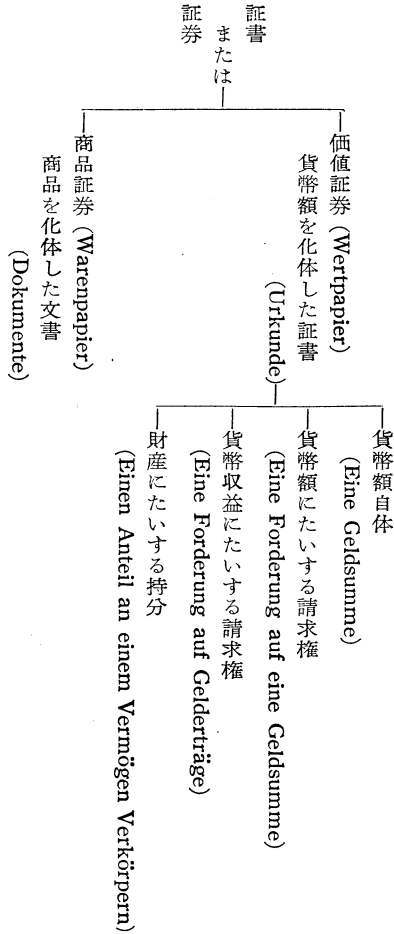 証書
または
証券
価値証券 (Wertpapier)
貨幣額を化体した証書
(Urkunde)
貨幣額自体
(Eine Geldsumme)
貨幣額にたいする請求権
(Eine Forderung auf eine Geldsumme)
貨幣収益にたいする請求権
(Eine Forderung auf Gelderträge)
財産にたいする持分
(Einen Anteil an einem Vermögen Verkörpern)
商品証券 (Warenpapier)
商品を化体した文書
(Dokumente)